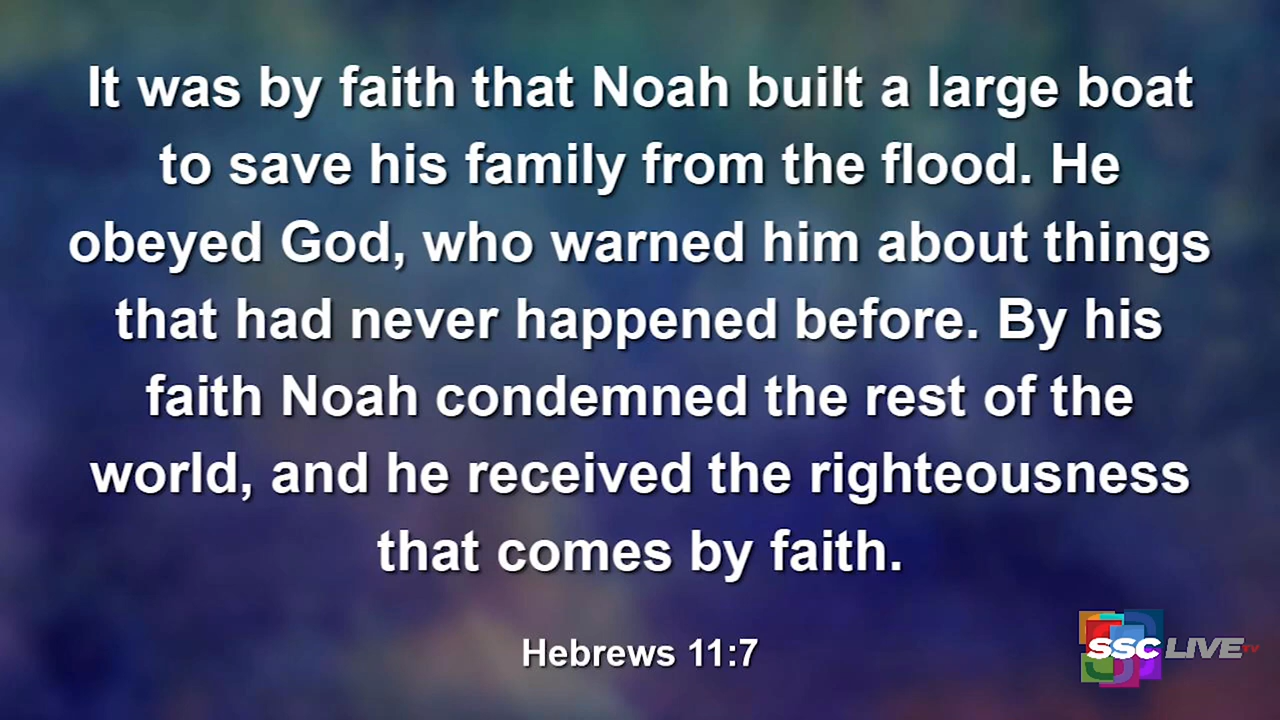 It was by faith that Noah built a large boat
to save his family from the flood. He
obeyed God, who warned him about things
that had never happened before. By his
faith Noah condemned the rest of the
world, and he received the righteousness
that comes by faith.
Hebrews 11:7
SSC LIVE TV